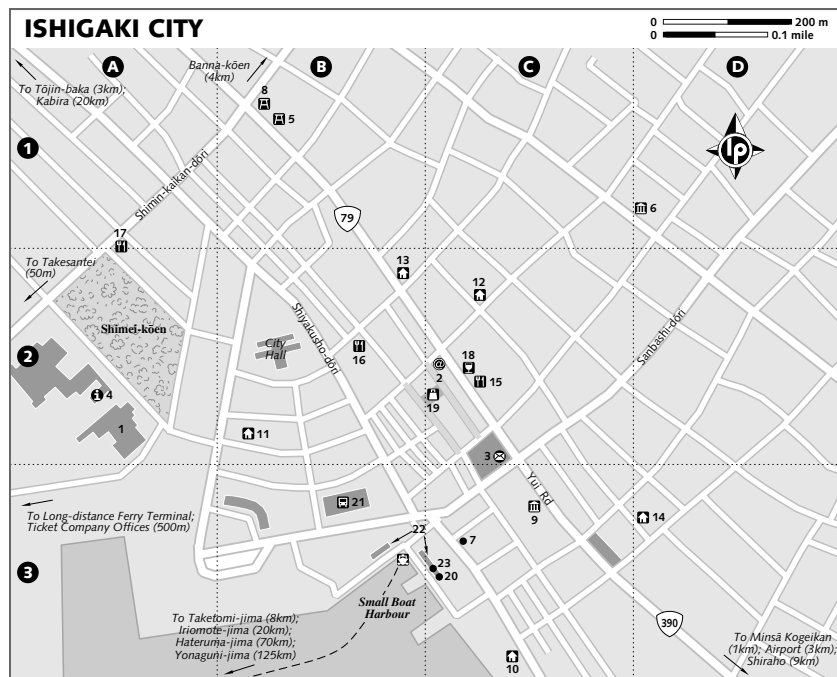 ISHIGAKI CITY
0 200 m
0 0.1 mile
A
B
C
D
To Tōjin-baka (3km);
Kabira (20km)
Banna-kōen
(4km)
8
5
1
Shimin-kaikan-dōri
lp
6
79
17
To Takesantei
(50m)
13
12
Shimei-kōen
Shiyakusho-dōri
Sanbashi-dōri
City
Hall
16
2
18
2
15
19
4
1
11
3
Yui Rd
21
9
14
To Long-distance Ferry Terminal;
Ticket Company Offices (500m)
22
7
3
23
20
Small Boat
Harbour
To Taketomi-jima (8km);
Iriomote-jima (20km);
Hateruma-jima (70km);
Yonaguni-jima (125km)
390
10
To Minsā Kogeikan
(1km); Airport (3km);
Shiraho (9km)